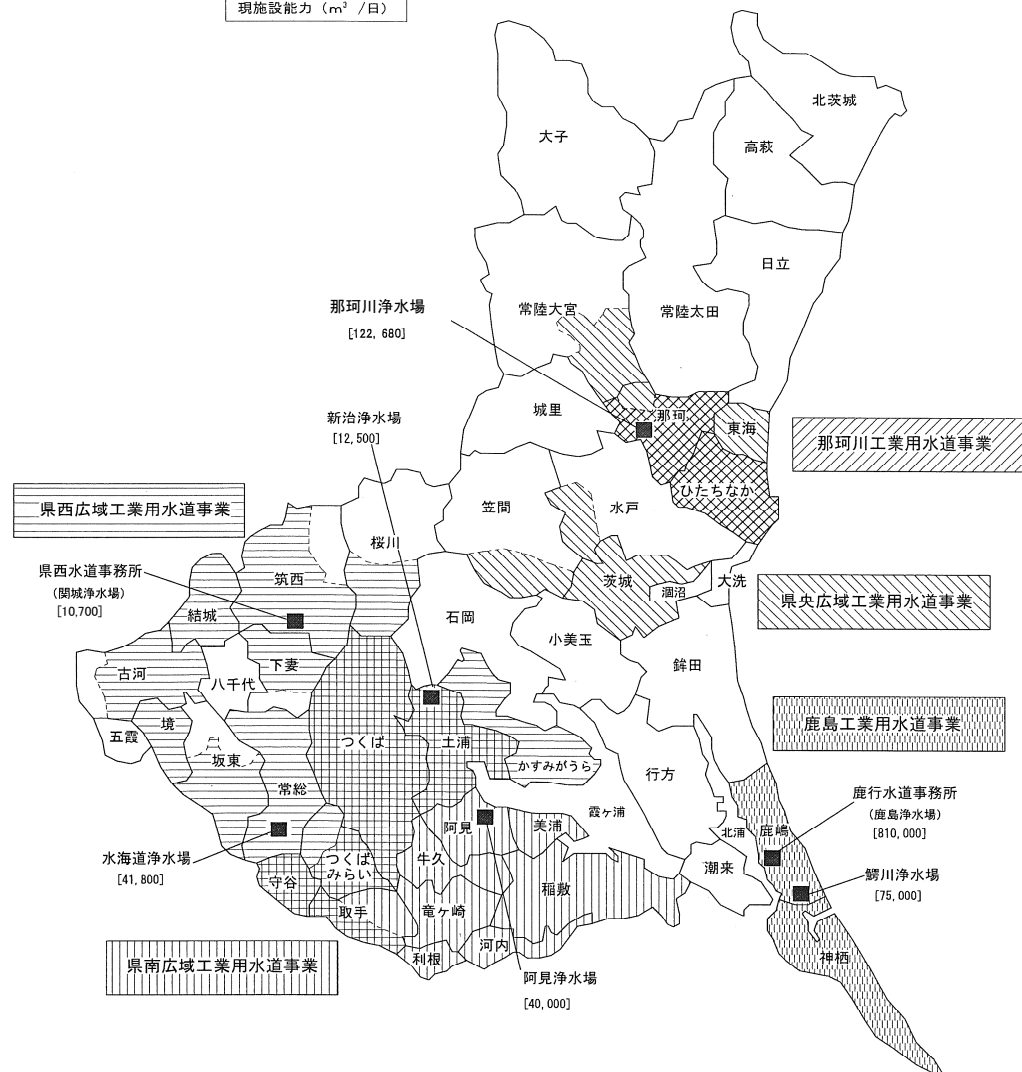 現施設能力（m³ /日）
北茨城
大子
高萩
日立
常陸大宮
常陸太田
那珂川浄水場
[122, 680]
城里
那珂
東海
新治浄水場
[12,500]
那珂川工業用水道事業
ひたちなか
笠間
水戸
県西広域工業用水道事業
桜川
県西水道事務所
（関城浄水場）
[10,700]
筑西
茨城
涸沼
大洗
県央広域工業用水道事業
結城
石岡
小美玉
下妻
鉾田
古河
八千代
境
鹿島工業用水道事業
五霞
坂東
つくば
土浦
かすみがうら
行方
常総
霞ヶ浦
鹿行水道事務所
（鹿島浄水場）
[810,000]
阿見
美浦
北浦
鹿嶋
水海道浄水場
[41,800]
つくば
みらい
牛久
潮来
鰐川浄水場
[75,000]
守谷
稲敷
取手
竜ヶ崎
河内
利根
神栖
県南広域工業用水道事業
阿見浄水場
[40,000]